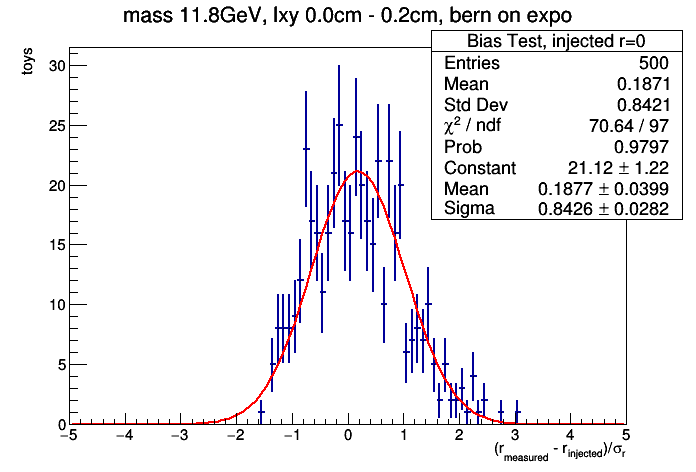 mass 11.8GeV, lxy 0.0cm - 0.2cm, bern on expo
Bias Test, injected r=0
Entries 500
Mean 0.1871
Std Dev 0.8421
χ² / ndf 70.64 / 97
Prob 0.9797
Constant 21.12 ± 1.22
Mean 0.1877 ± 0.0399
Sigma 0.8426 ± 0.0282
toys
30
25
20
15
10
5
0
−5 −4 −3 −2 −1 0 1 2 3 4 5
(r_measured - r_injected)/σ_r